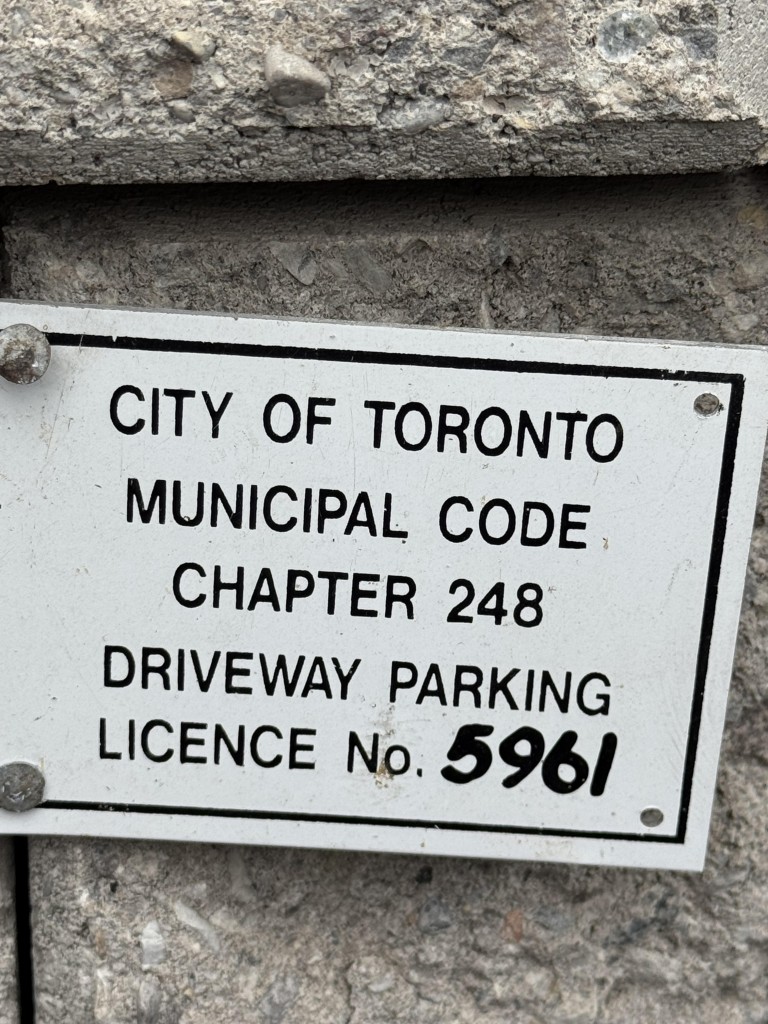 CITY OF TORONTO
MUNICIPAL CODE
CHAPTER 248
DRIVEWAY PARKING
LICENCE No. 5961